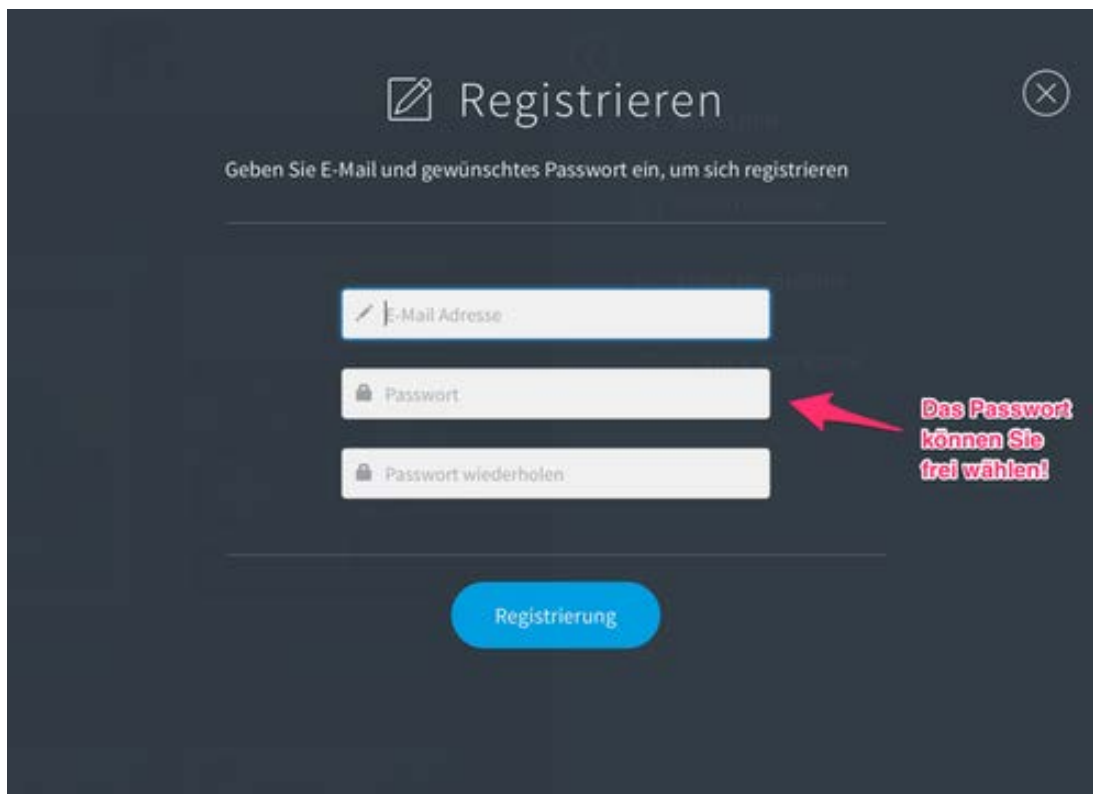 Registrieren
Geben Sie E-Mail und gewünschtes Passwort ein, um sich registrieren
E-Mail Adresse
Passwort
Das Passwort
können Sie
frei wählen!
Passwort wiederholen
Registrierung